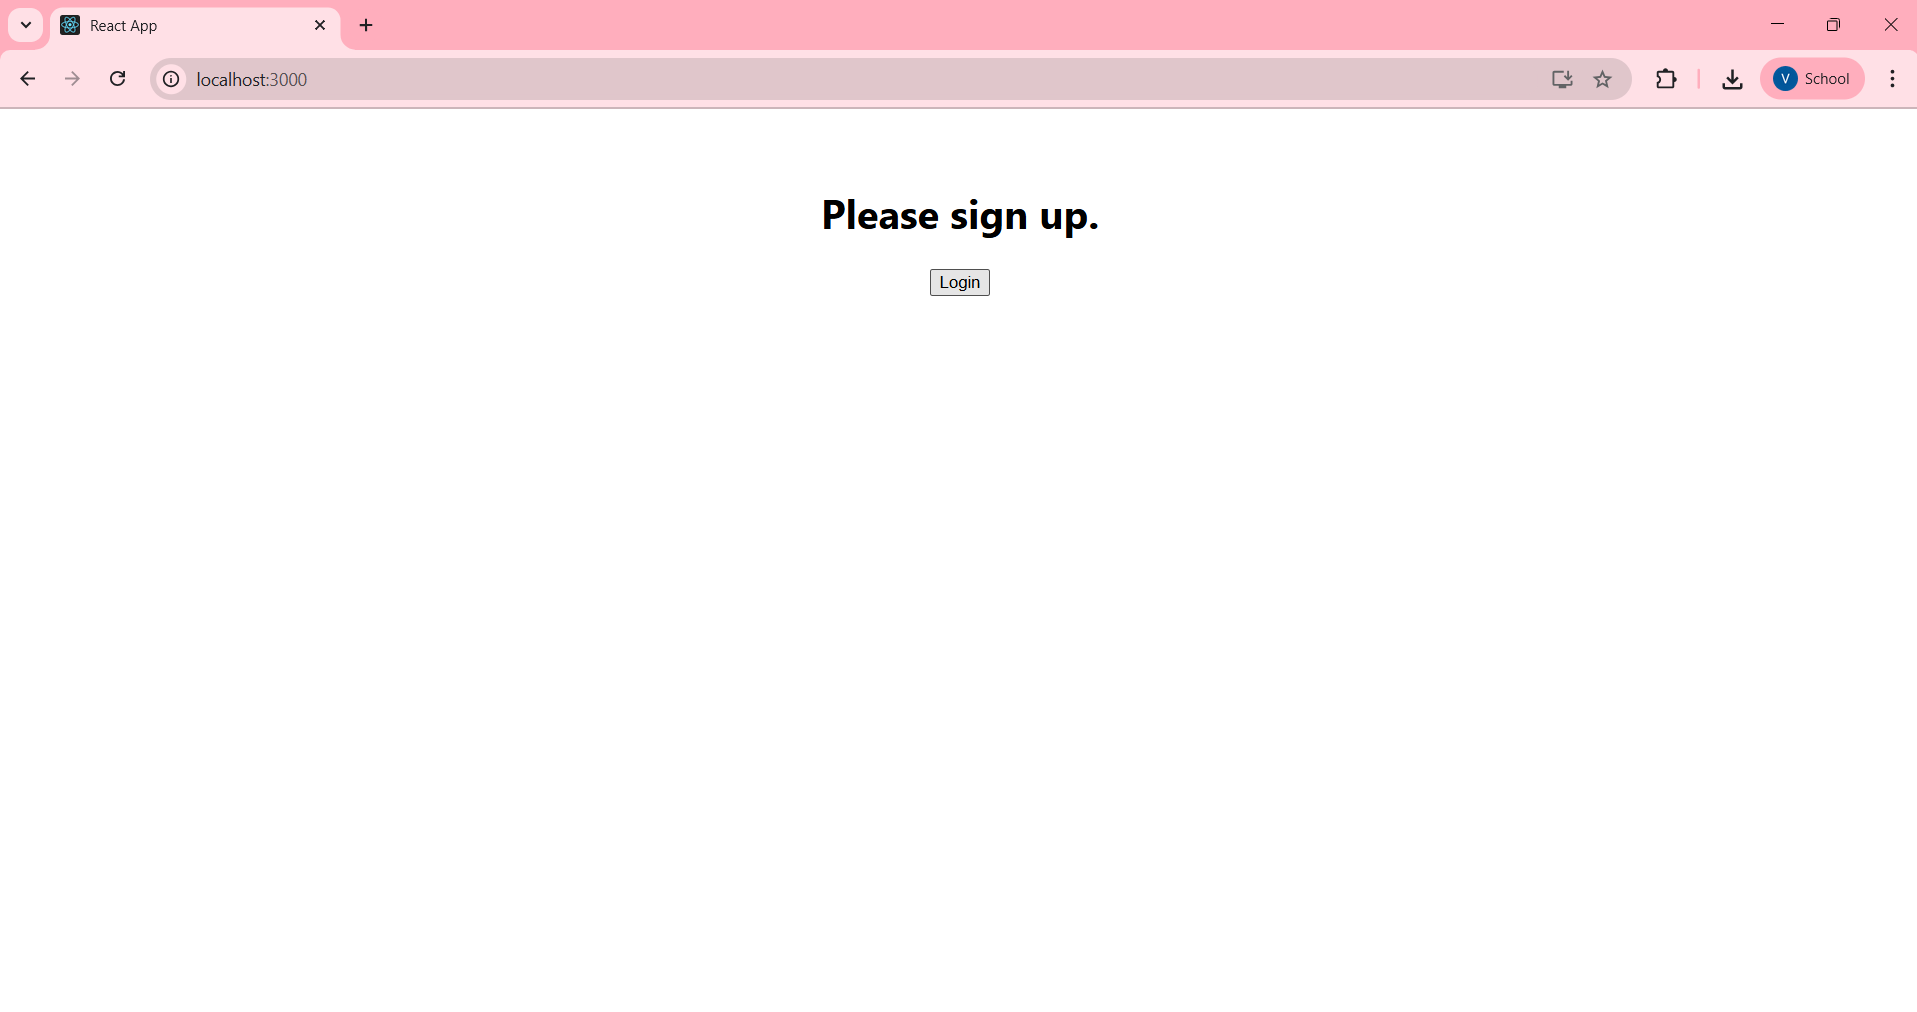 React App
localhost:3000
V School
Please sign up.
Login